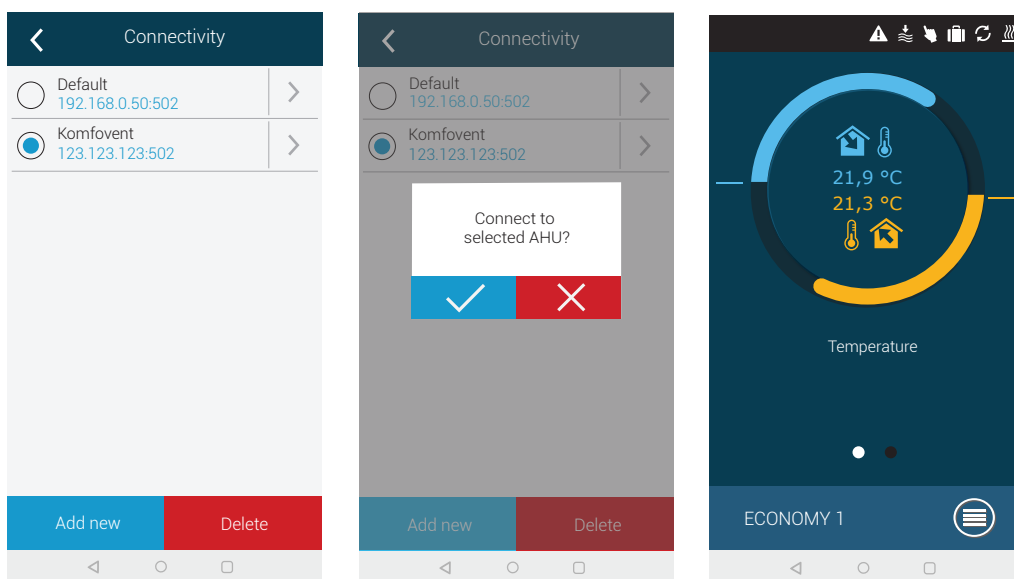 Connectivity
Default
192.168.0.50:502
Komfovent
123.123.123:502
Add new
Delete
Connectivity
Default
192.168.0.50:502
Komfovent
123.123.123:502
Connect to
selected AHU?
Add new
Delete
21,9 °C
21,3 °C
Temperature
ECONOMY 1